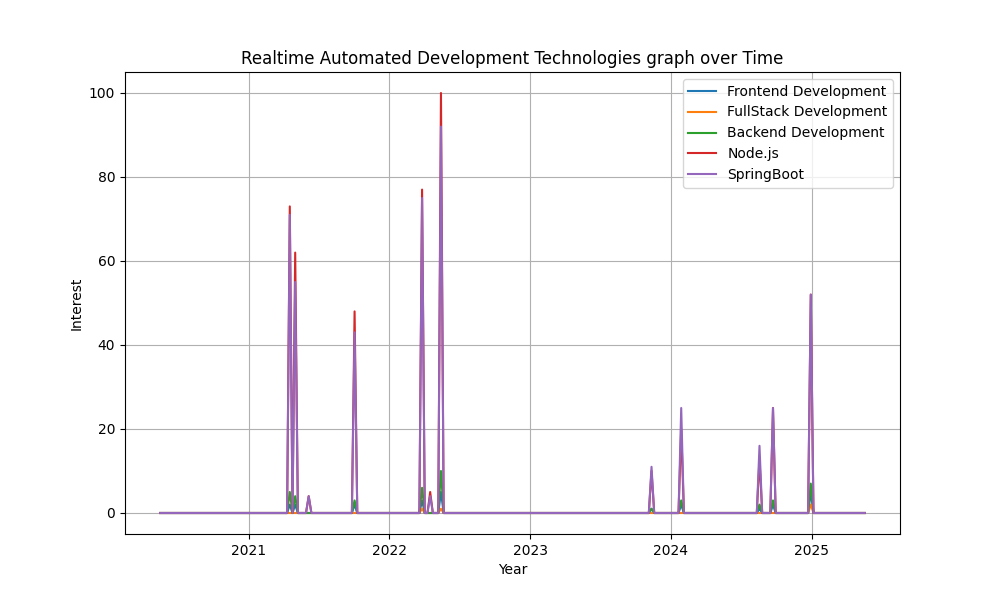 Realtime Automated Development Technologies graph over Time
Frontend Development
FullStack Development
Backend Development
Node.js
SpringBoot
100
80
60
40
20
0
Interest
2021
2022
2023
2024
2025
Year